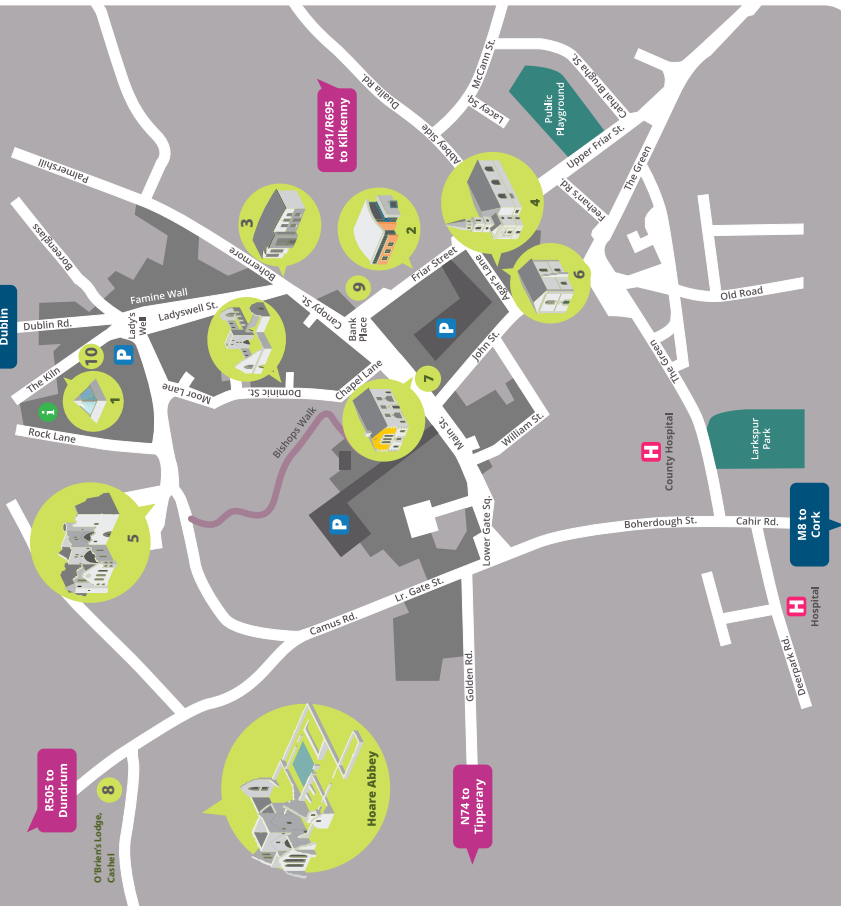 Dublin
Palmershill
Boreenglass
Dublin Rd.
The Kiln
Rock Lane
i
10
P
1
Lady's
Well
Famine Wall
Ladyswell St.
Bohermore
Canopy St.
Moor Lane
Dominic St.
Chapel Lane
Bishops Walk
3
R691/R695
to Kilkenny
2
9
Bank
Place
Friar Street
Dualla Rd.
McCann St.
Lacey Sq.
Abbey Side
Cathal Brugha St.
Public
Playground
Upper Friar St.
Feehan's Rd.
The Green
4
Agar's Lane
6
P
John St.
7
Main St.
William St.
Old Road
The Green
H
County Hospital
Larkspur
Park
5
P
Lower Gate Sq.
Lr. Gate St.
Camus Rd.
Golden Rd.
Boherdough St.
Cahir Rd.
M8 to
Cork
H
Hospital
Deerpark Rd.
R505 to
Dundrum
8
O'Brien's Lodge,
Cashel
Hoare Abbey
N74 to
Tipperary